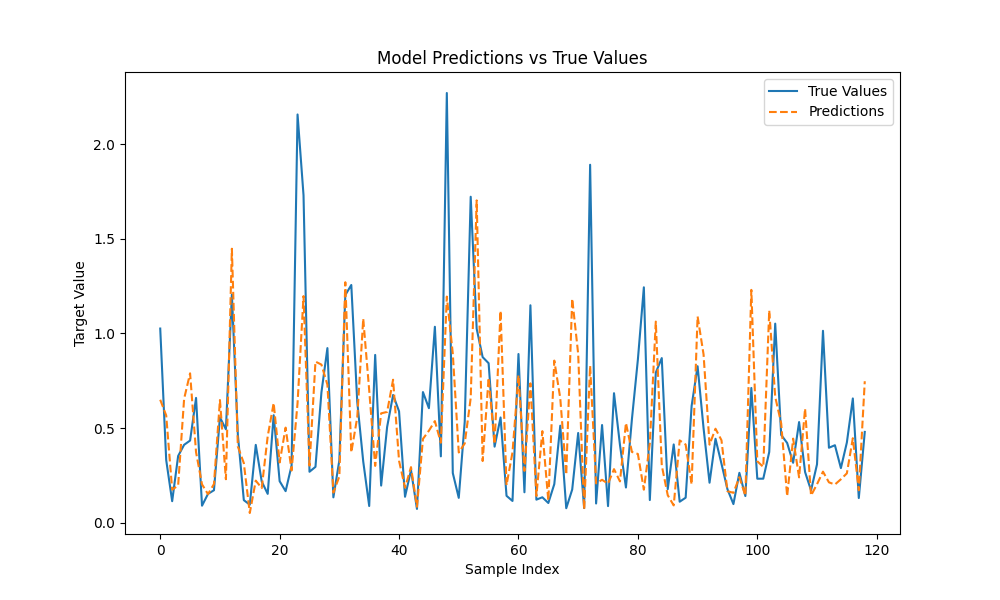 Model Predictions vs True Values
True Values
Predictions
Target Value
2.0
1.5
1.0
0.5
0.0
0 20 40 60 80 100 120
Sample Index